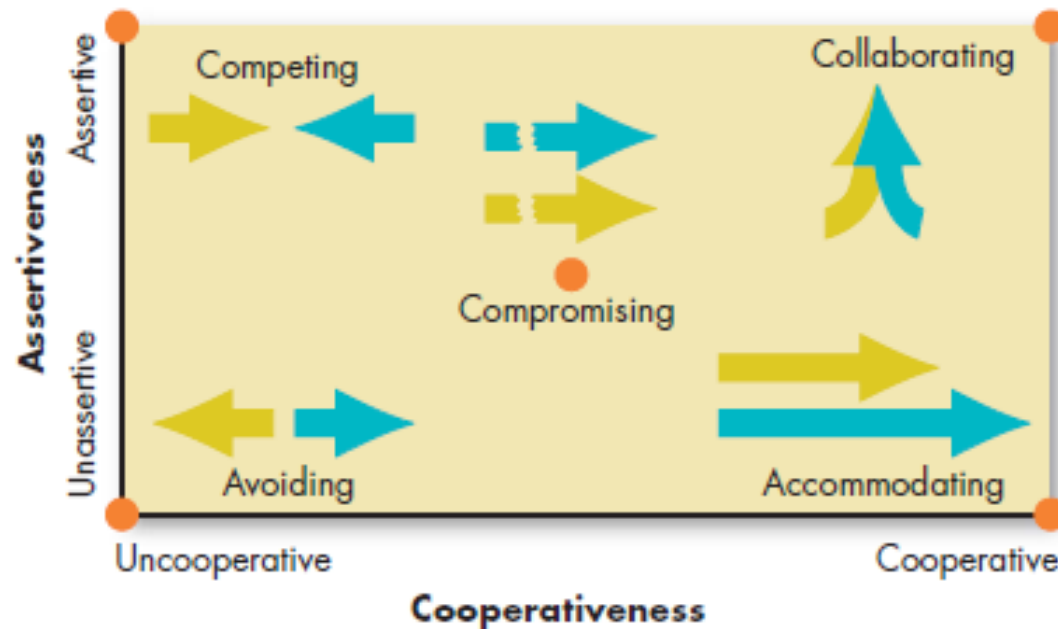 Competing
Collaborating
Assertive
Assertiveness
Compromising
Unassertive
Avoiding
Accommodating
Uncooperative
Cooperative
Cooperativeness